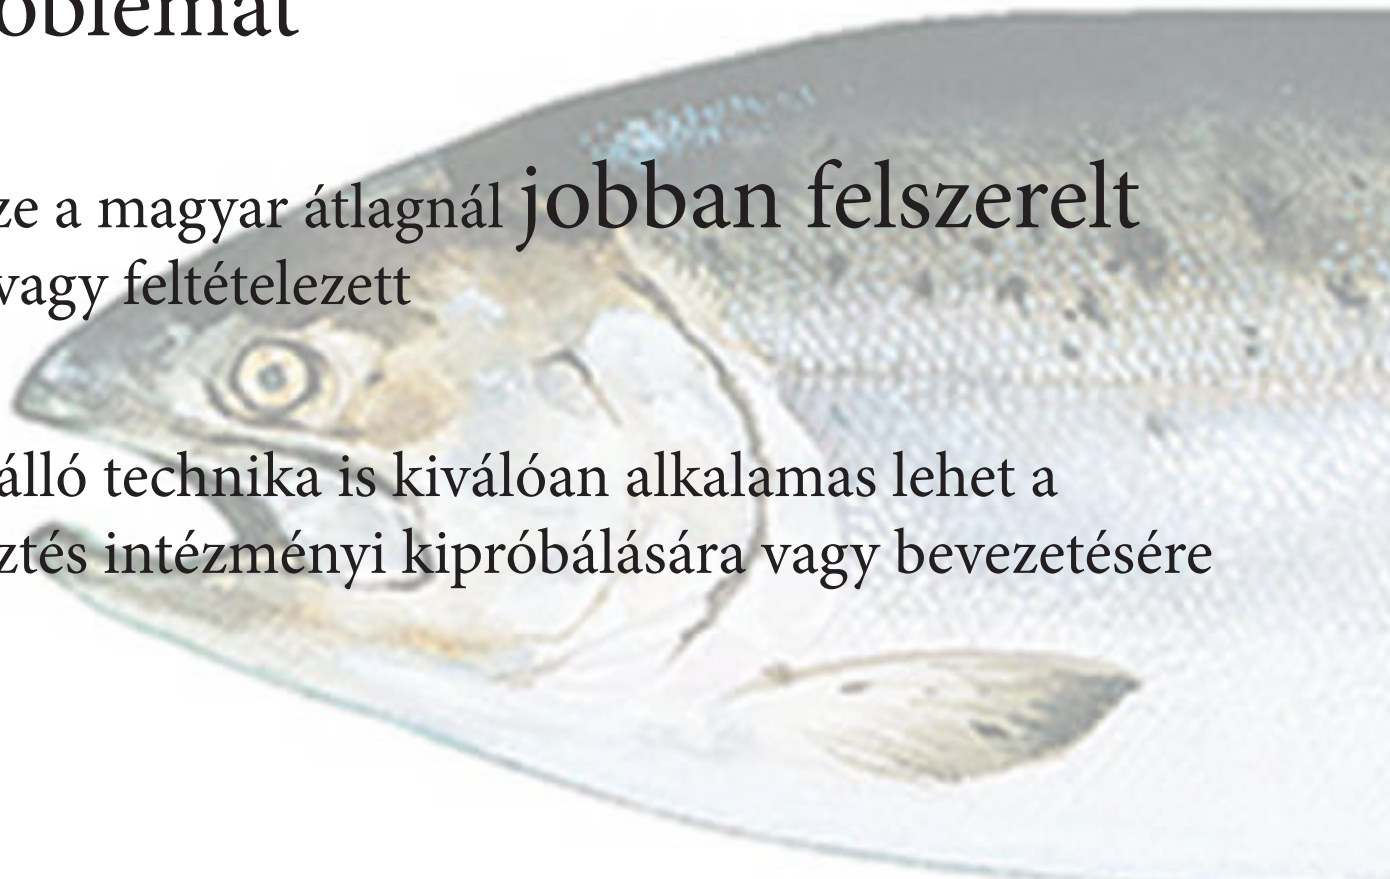 oblémát
ze a magyar átlagnál jobban felszerelt
vagy feltételezett
álló technika is kiválóan alkalamas lehet a
ztés intézményi kipróbálására vagy bevezetésére